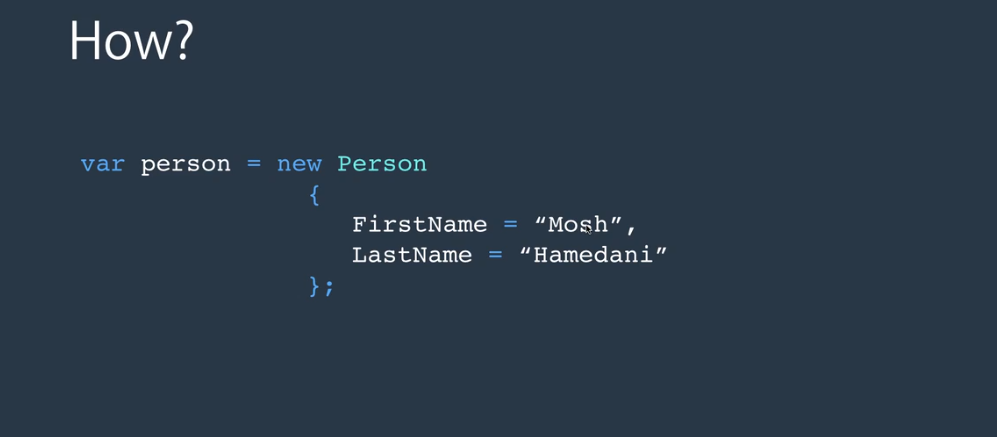 How?
var person = new Person
{
FirstName = “Mosh”,
LastName = “Hamedani”
};